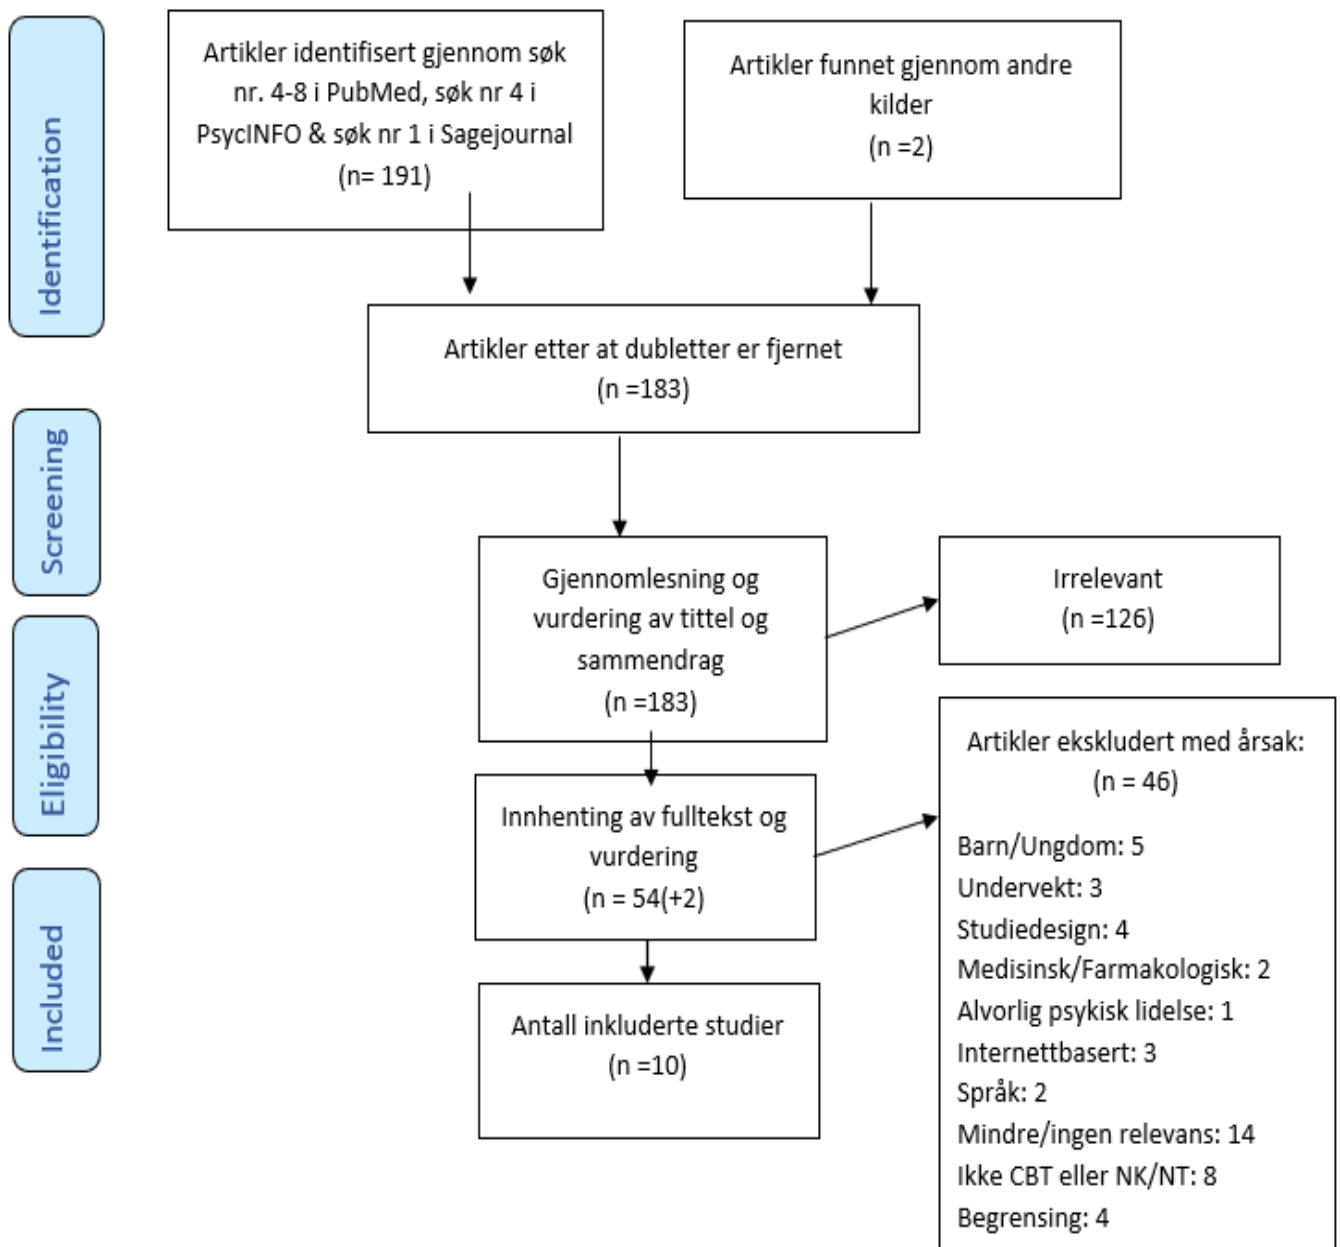 Identification
Artikler identifisert gjennom søk
nr. 4-8 i PubMed, søk nr 4 i
PsycINFO & søk nr 1 i Sagejournal
(n= 191)
Artikler funnet gjennom andre
kilder
(n =2)
Artikler etter at dubletter er fjernet
(n =183)
Screening
Gjennomlesning og
vurdering av tittel og
sammendrag
(n =183)
Irrelevant
(n =126)
Eligibility
Innhenting av fulltekst og
vurdering
(n = 54(+2)
Artikler ekskludert med årsak:
(n = 46)
Barn/Ungdom: 5
Undervekt: 3
Studiedesign: 4
Medisinsk/Farmakologisk: 2
Alvorlig psykisk lidelse: 1
Internettbasert: 3
Språk: 2
Mindre/ingen relevans: 14
Ikke CBT eller NK/NT: 8
Begrensing: 4
Included
Antall inkluderte studier
(n =10)